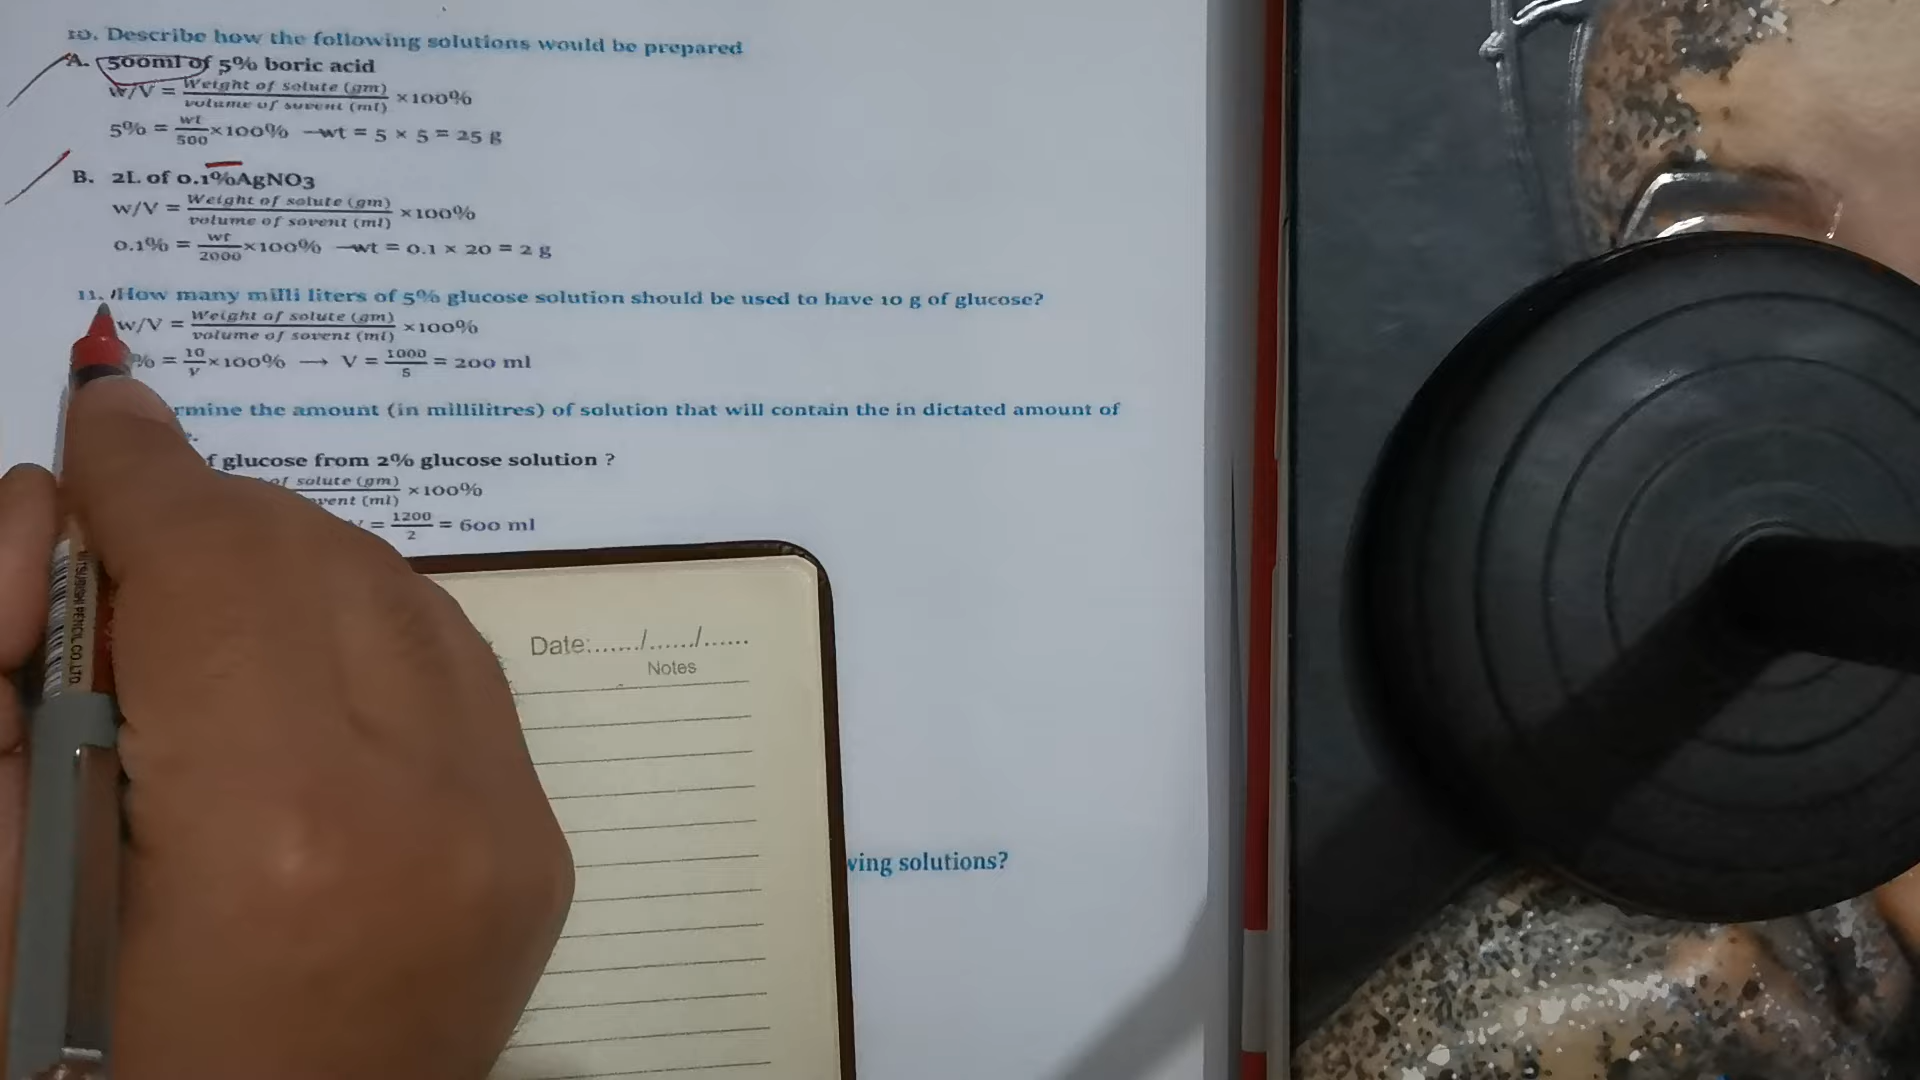 10. Describe how the following solutions would be prepared
A. 500ml of 5% boric acid
w/V = Weight of solute (gm) / volume of sovent (ml) ×100%
5% = wt / 500 ×100% →wt = 5 × 5 = 25 g
B. 2L of 0.1%AgNO3
w/V = Weight of solute (gm) / volume of sovent (ml) ×100%
0.1% = wt / 2000 ×100% →wt = 0.1 × 20 = 2 g
11. How many milli liters of 5% glucose solution should be used to have 10 g of glucose?
w/V = Weight of solute (gm) / volume of sovent (ml) ×100%
% = 10 / V ×100% → V = 1000 / 5 = 200 ml
rmine the amount (in millilitres) of solution that will contain the in dictated amount of
f glucose from 2% glucose solution ?
of solute (gm) / vent (ml) ×100%
V = 1200 / 2 = 600 ml
Date:....../....../......
Notes
wing solutions?
MITSUBISHI PENCIL CO. LTD.